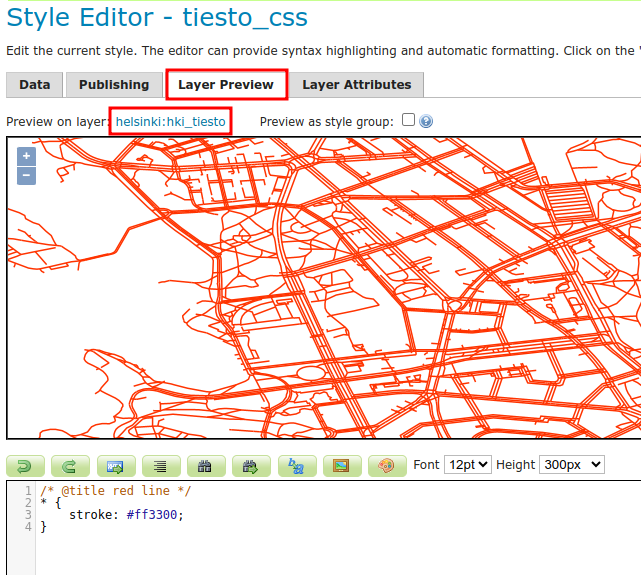 Style Editor - tiesto_css
Edit the current style. The editor can provide syntax highlighting and automatic formatting. Click on the "
Data Publishing Layer Preview Layer Attributes
Preview on layer: helsinki:hki_tiesto Preview as style group: ?
+
−
Font 12pt Height 300px
1 /* @title red line */
2 * {
3 stroke: #ff3300;
4 }